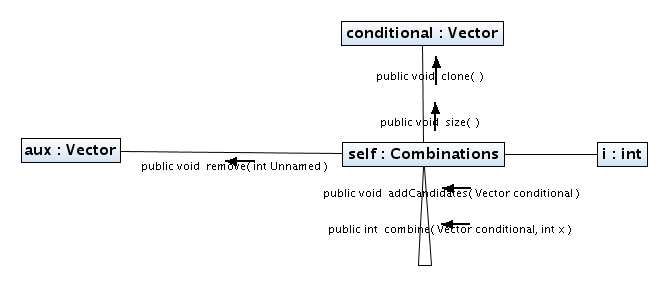 conditional : Vector
public void clone( )
public void size( )
aux : Vector
self : Combinations
i : int
public void remove( int Unnamed )
public void addCandidates( Vector conditional )
public int combine( Vector conditional, int x )